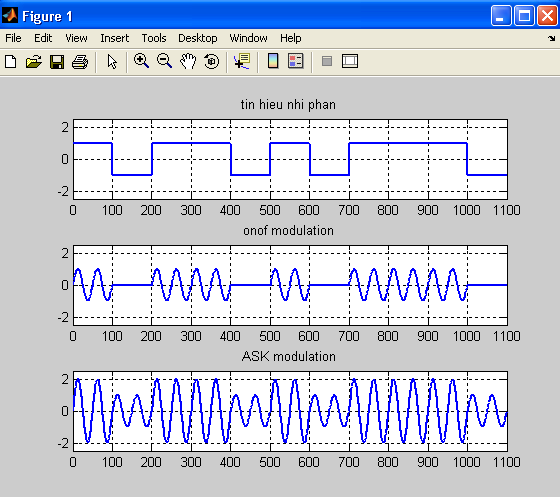 Figure 1
File Edit View Insert Tools Desktop Window Help
tin hieu nhi phan
2
0
-2
0 100 200 300 400 500 600 700 800 900 1000 1100
onof modulation
2
0
-2
0 100 200 300 400 500 600 700 800 900 1000 1100
ASK modulation
2
0
-2
0 100 200 300 400 500 600 700 800 900 1000 1100